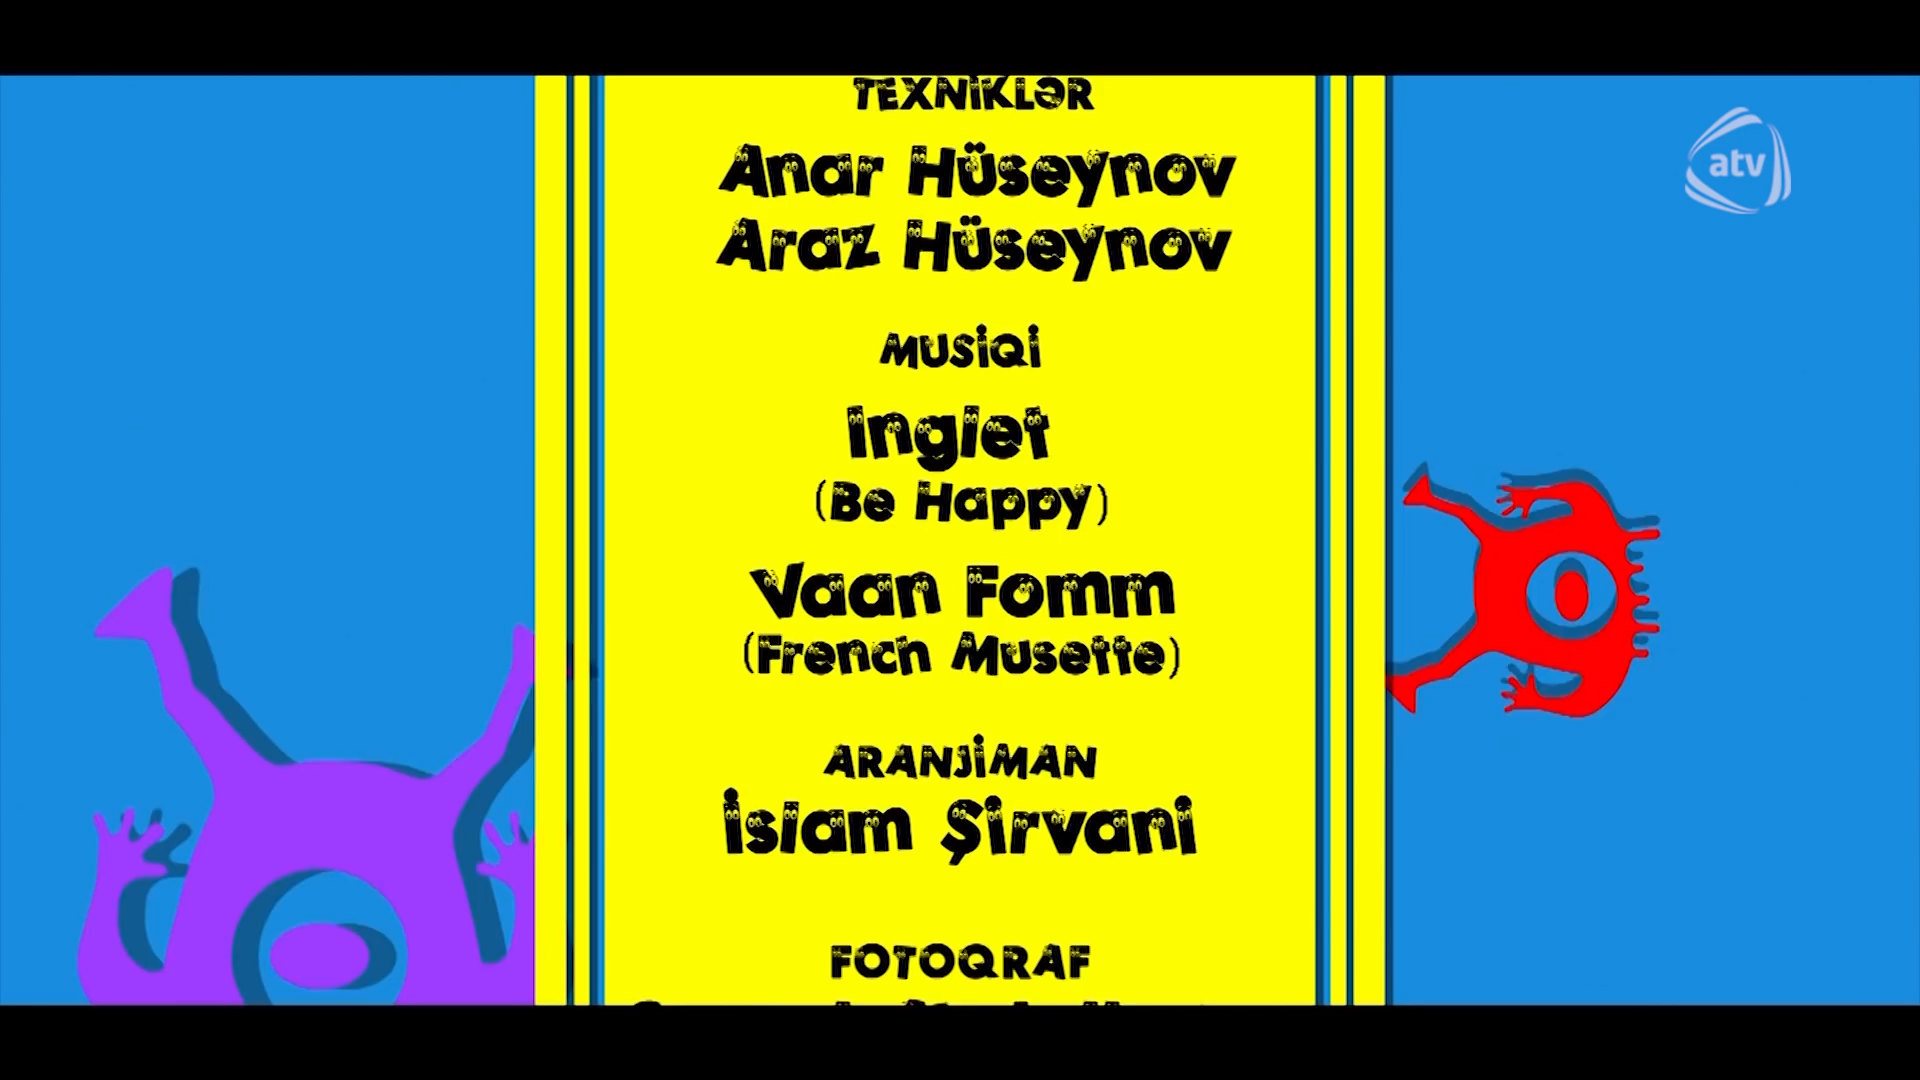 TEXNİKLƏR
atv
Anar Hüseynov
Araz Hüseynov
MUSİQİ
Inglet
(Be Happy)
Vaan Fomm
(French Musette)
ARANJİMAN
İslam Şirvani
FOTOQRAF